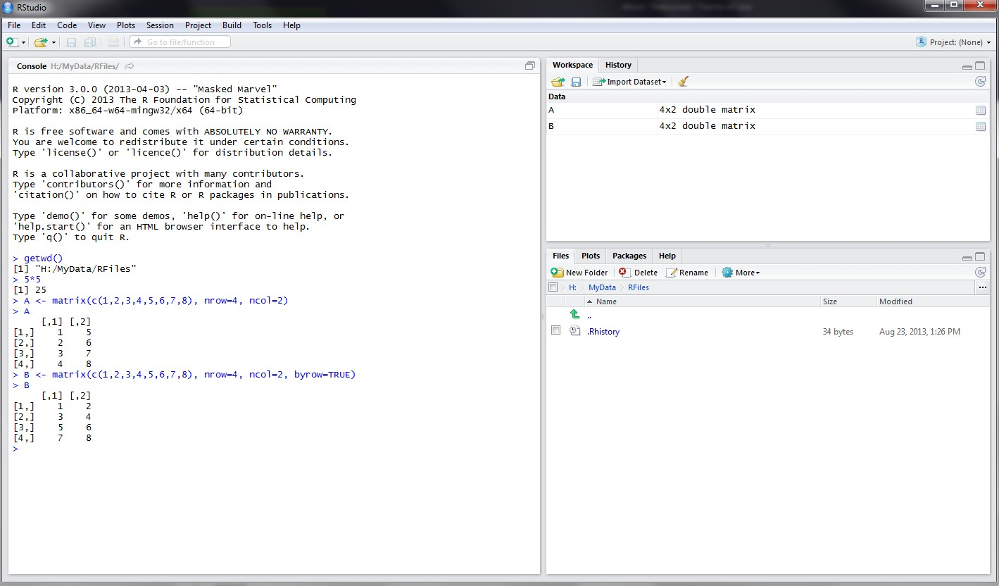 RStudio
File Edit Code View Plots Session Project Build Tools Help
Go to file/function
Project: (None)
Console H:/MyData/RFiles/
R version 3.0.0 (2013-04-03) -- "Masked Marvel"
Copyright (C) 2013 The R Foundation for Statistical Computing
Platform: x86_64-w64-mingw32/x64 (64-bit)
R is free software and comes with ABSOLUTELY NO WARRANTY.
You are welcome to redistribute it under certain conditions.
Type 'license()' or 'licence()' for distribution details.
R is a collaborative project with many contributors.
Type 'contributors()' for more information and
'citation()' on how to cite R or R packages in publications.
Type 'demo()' for some demos, 'help()' for on-line help, or
'help.start()' for an HTML browser interface to help.
Type 'q()' to quit R.
> getwd()
[1] "H:/MyData/RFiles"
> 5*5
[1] 25
> A <- matrix(c(1,2,3,4,5,6,7,8), nrow=4, ncol=2)
> A
     [,1] [,2]
[1,]    1    5
[2,]    2    6
[3,]    3    7
[4,]    4    8
> B <- matrix(c(1,2,3,4,5,6,7,8), nrow=4, ncol=2, byrow=TRUE)
> B
     [,1] [,2]
[1,]    1    2
[2,]    3    4
[3,]    5    6
[4,]    7    8
>
Workspace History
Import Dataset
Data
A 4x2 double matrix
B 4x2 double matrix
Files Plots Packages Help
New Folder Delete Rename More
H: MyData RFiles ...
Name Size Modified
..
.Rhistory 34 bytes Aug 23, 2013, 1:26 PM